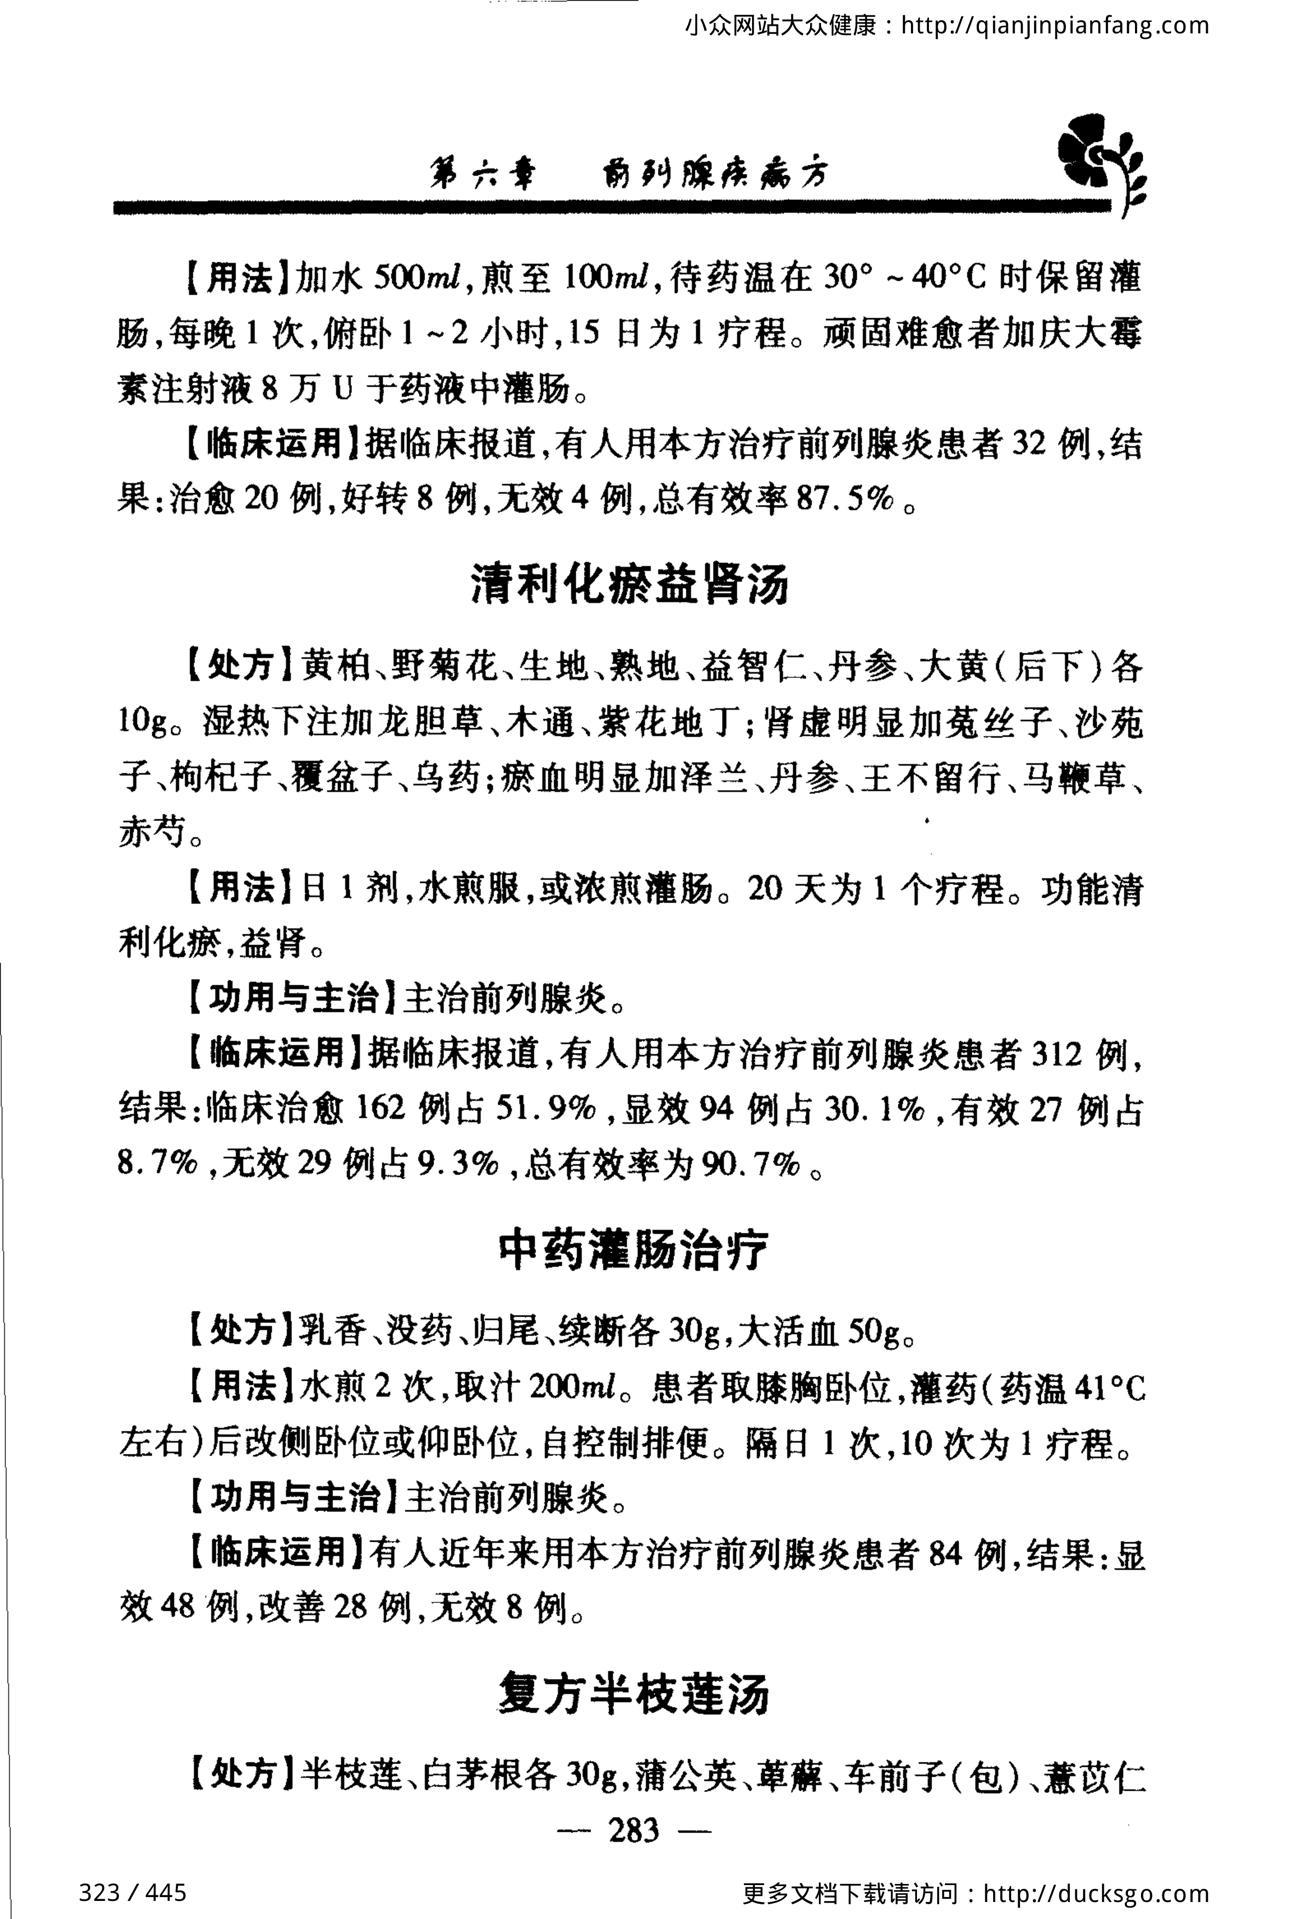 小众网站大众健康：http://qianjinpianfang.com
第六章 前列腺疾病方
【用法】加水 500ml,煎至 100ml,待药温在 30° ~ 40°C 时保留灌
肠,每晚 1 次,俯卧 1 ~ 2 小时,15 日为 1 疗程。顽固难愈者加庆大霉
素注射液 8 万 U 于药液中灌肠。
【临床运用】据临床报道,有人用本方治疗前列腺炎患者 32 例,结
果:治愈 20 例,好转 8 例,无效 4 例,总有效率 87.5%。
清利化瘀益肾汤
【处方】黄柏、野菊花、生地、熟地、益智仁、丹参、大黄(后下)各
10g。湿热下注加龙胆草、木通、紫花地丁;肾虚明显加菟丝子、沙苑
子、枸杞子、覆盆子、乌药;瘀血明显加泽兰、丹参、王不留行、马鞭草、
赤芍。
【用法】日 1 剂,水煎服,或浓煎灌肠。20 天为 1 个疗程。功能清
利化瘀,益肾。
【功用与主治】主治前列腺炎。
【临床运用】据临床报道,有人用本方治疗前列腺炎患者 312 例,
结果:临床治愈 162 例占 51.9%,显效 94 例占 30.1%,有效 27 例占
8.7%,无效 29 例占 9.3%,总有效率为 90.7%。
中药灌肠治疗
【处方】乳香、没药、归尾、续断各 30g,大活血 50g。
【用法】水煎 2 次,取汁 200ml。患者取膝胸卧位,灌药(药温 41°C
左右)后改侧卧位或仰卧位,自控制排便。隔日 1 次,10 次为 1 疗程。
【功用与主治】主治前列腺炎。
【临床运用】有人近年来用本方治疗前列腺炎患者 84 例,结果:显
效 48 例,改善 28 例,无效 8 例。
复方半枝莲汤
【处方】半枝莲、白茅根各 30g,蒲公英、萆薢、车前子(包)、薏苡仁
— 283 —
323 / 445
更多文档下载请访问：http://ducksgo.com